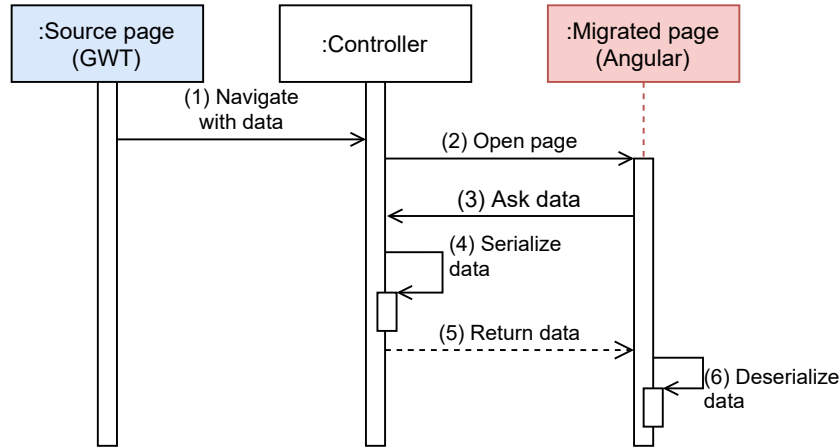 :Source page
(GWT)
:Controller
:Migrated page
(Angular)
(1) Navigate
with data
(2) Open page
(3) Ask data
(4) Serialize
data
(5) Return data
(6) Deserialize
data